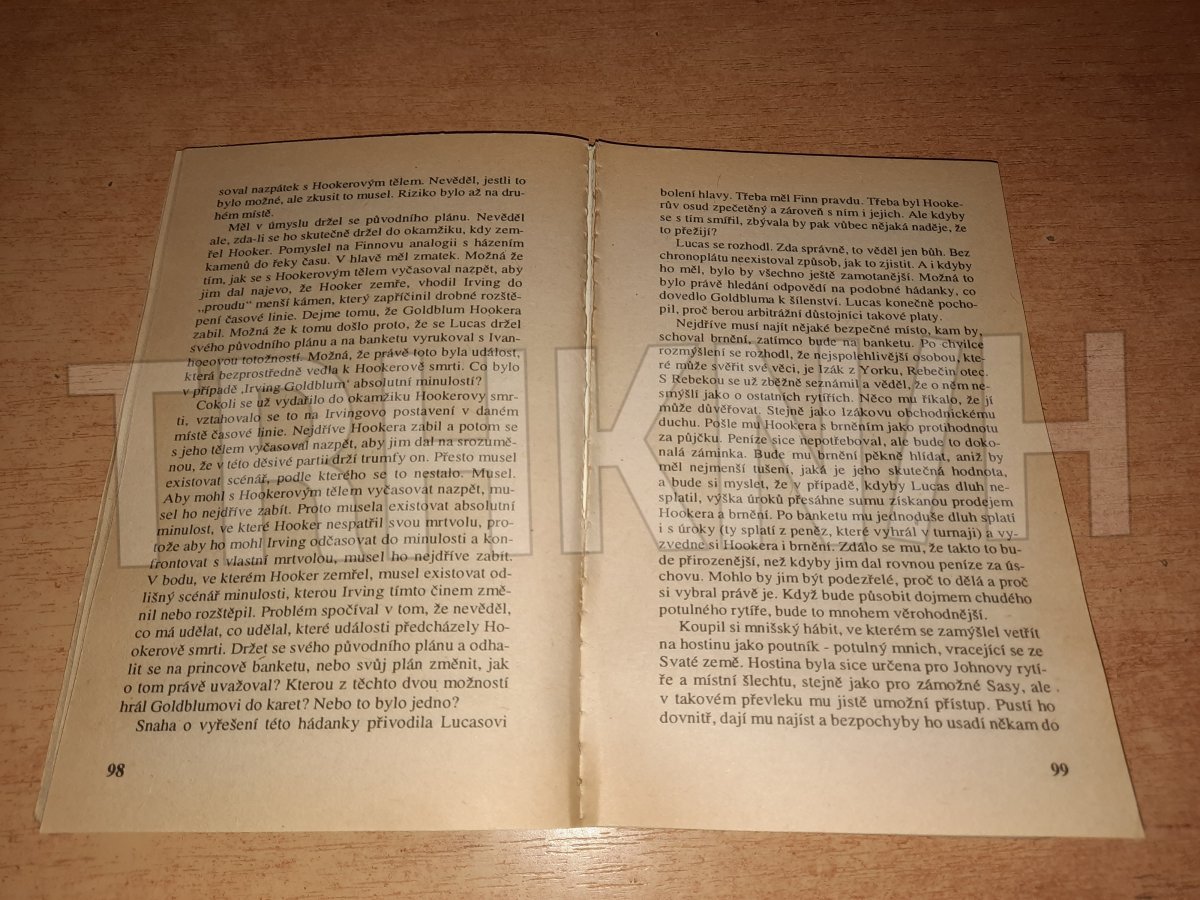 soval nazpátek s Hookerovým tělem. Nevěděl, jestli to
bylo možné, ale zkusit to musel. Riziko bylo až na dru-
hém místě.
Měl v úmyslu držel se původního plánu. Nevěděl
ale, zda-li se ho skutečně držel do okamžiku, kdy zem-
řel Hooker. Pomyslel na Finnovu analogii s házením
kamenů do řeky času. V hlavě měl zmatek. Možná že
tím, jak se s Hookerovým tělem vyčasoval nazpět, aby
jim dal najevo, že Hooker zemře, vhodil Irving do
„proudu“ menší kámen, který zapříčinil drobné rozště-
pení časové linie. Dejme tomu, že Goldblum Hookera
zabil. Možná že k tomu došlo proto, že se Lucas držel
svého původního plánu a na banketu vyrukoval s Ivan-
hoeovou totožností. Možná, že právě toto byla událost,
která bezprostředně vedla k Hookerově smrti. Co bylo
v případě ‚Irving Goldblum‘ absolutní minulostí?
Cokoli se už vydařilo do okamžiku Hookerovy smr-
ti, vztahovalo se to na Irvingovo postavení v daném
místě časové linie. Nejdříve Hookera zabil a potom se
s jeho tělem vyčasoval nazpět, aby jim dal na srozumě-
nou, že v této děsivé partii drží trumfy on. Přesto musel
existovat scénář, podle kterého se to nestalo. Musel.
Aby mohl s Hookerovým tělem vyčasovat nazpět, mu-
sel ho nejdříve zabít. Proto musela existovat absolutní
minulost, ve které Hooker nespatřil svou mrtvolu, pro-
tože aby ho mohl Irving odčasovat do minulosti a kon-
frontovat s vlastní mrtvolou, musel ho nejdříve zabít.
V bodu, ve kterém Hooker zemřel, musel existovat od-
lišný scénář minulosti, kterou Irving tímto činem změ-
nil nebo rozštěpil. Problém spočíval v tom, že nevěděl,
co má udělat, co udělal, které události předcházely Ho-
okerově smrti. Držet se svého původního plánu a odha-
lit se na princově banketu, nebo svůj plán změnit, jak
o tom právě uvažoval? Kterou z těchto dvou možností
hrál Goldblumovi do karet? Nebo to bylo jedno?
Snaha o vyřešení této hádanky přivodila Lucasovi
98
bolení hlavy. Třeba měl Finn pravdu. Třeba byl Hooke-
rův osud zpečetěný a zároveň s ním i jejich. Ale kdyby
se s tím smířil, zbývala by pak vůbec nějaká naděje, že
to přežijí?
Lucas se rozhodl. Zda správně, to věděl jen bůh. Bez
chronoplátu neexistoval způsob, jak to zjistit. A i kdyby
ho měl, bylo by všechno ještě zamotanější. Možná to
bylo právě hledání odpovědí na podobné hádanky, co
dovedlo Goldbluma k šílenství. Lucas konečně pocho-
pil, proč berou arbitrážní důstojníci takové platy.
Nejdříve musí najít nějaké bezpečné místo, kam by,
schoval brnění, zatímco bude na banketu. Po chvilce
rozmýšlení se rozhodl, že nejspolehlivější osobou, kte-
ré může svěřit své věci, je Izák z Yorku, Rebečin otec.
S Rebekou se už zběžně seznámil a věděl, že o něm ne-
smýšlí jako o ostatních rytířích. Něco mu říkalo, že jí
může důvěřovat. Stejně jako Izákovu obchodnickému
duchu. Pošle mu Hookera s brněním jako protihodnotu
za půjčku. Peníze sice nepotřeboval, ale bude to doko-
nalá záminka. Bude mu brnění pěkně hlídat, aniž by
měl nejmenší tušení, jaká je jeho skutečná hodnota,
a bude si myslet, že v případě, kdyby Lucas dluh ne-
splatil, výška úroků přesáhne sumu získanou prodejem
Hookera a brnění. Po banketu mu jednoduše dluh splatí
i s úroky (ty splatí z peněz, které vyhrál v turnaji) a vy-
zvedne si Hookera i brnění. Zdálo se mu, že takto to bu-
de přirozenější, než kdyby jim dal rovnou peníze za ús-
chovu. Mohlo by jim být podezřelé, proč to dělá a proč
si vybral právě je. Když bude působit dojmem chudého
potulného rytíře, bude to mnohem věrohodnější.
Koupil si mnišský hábit, ve kterém se zamýšlel vetřít
na hostinu jako poutník - potulný mnich, vracející se ze
Svaté země. Hostina byla sice určena pro Johnovy rytí-
ře a místní šlechtu, stejně jako pro zámožné Sasy, ale
v takovém převleku mu jistě umožní přístup. Pustí ho
dovnitř, dají mu najíst a bezpochyby ho usadí někam do
99